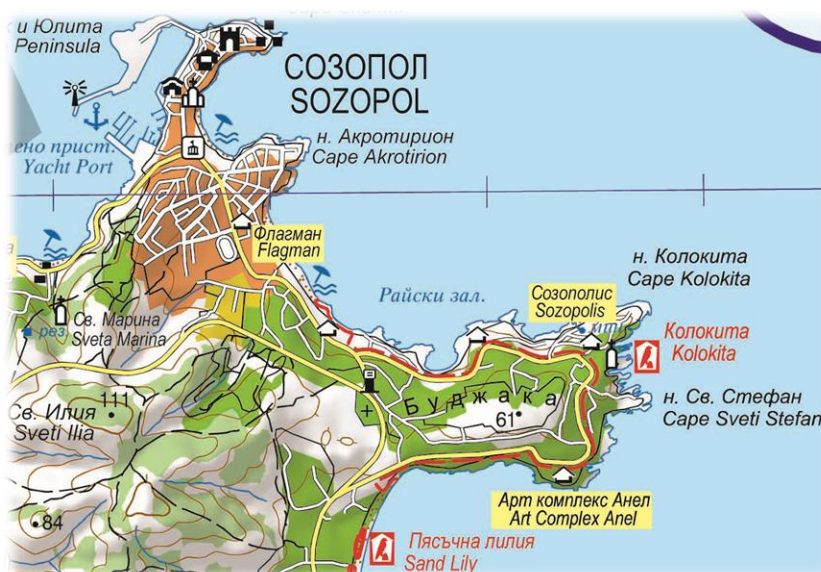 и Юлита
Peninsula
СОЗОПОЛ
SOZOPOL
н. Акротирион
Cape Akrotirion
прист.
Yacht Port
Флагман
Flagman
н. Колокита
Cape Kolokita
Райски зал.
Созополис
Sozopolis
Колокита
Kolokita
Св. Марина
Sveta Marina
рез.
111
Св. Илия
Sveti Ilia
Буджака
61
н. Св. Стефан
Cape Sveti Stefan
84
Арт комплекс Анел
Art Complex Anel
Пясъчна лилия
Sand Lily